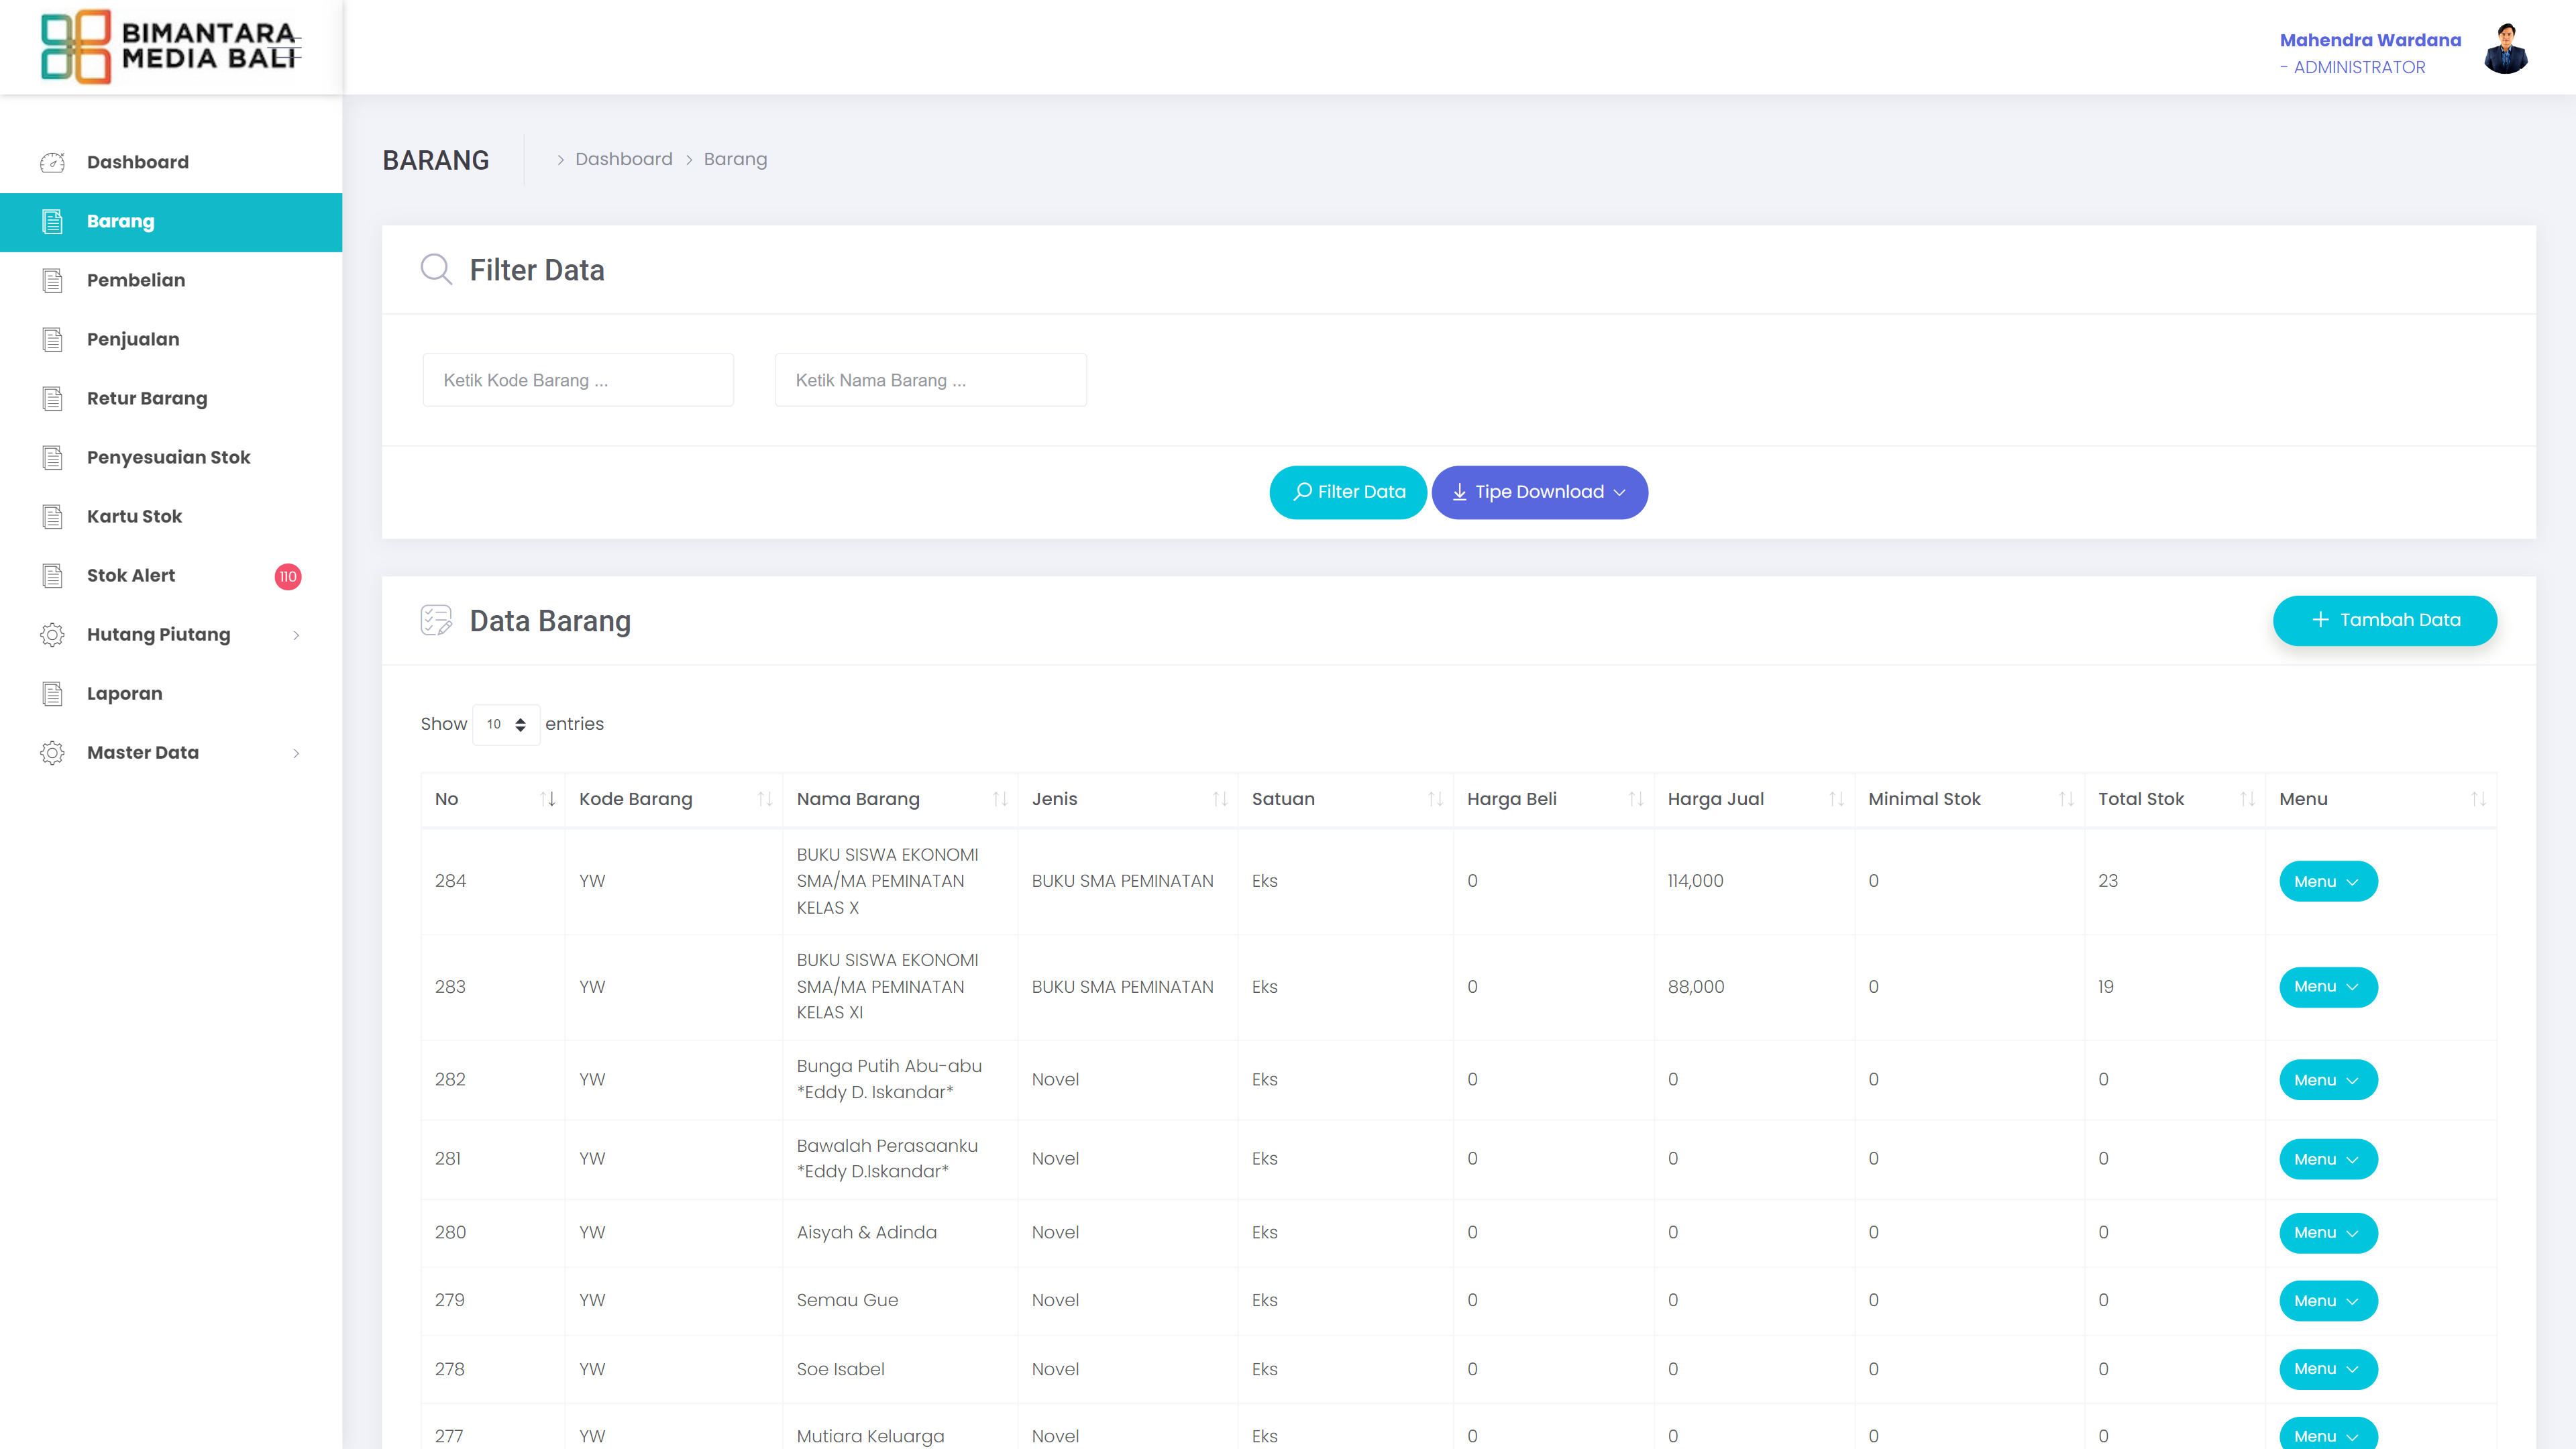 BIMANTARA
MEDIA BALI
Mahendra Wardana
- ADMINISTRATOR
Dashboard
Barang
Pembelian
Penjualan
Retur Barang
Penyesuaian Stok
Kartu Stok
Stok Alert 110
Hutang Piutang
Laporan
Master Data
BARANG > Dashboard > Barang
Filter Data
Ketik Kode Barang ... Ketik Nama Barang ...
Filter Data Tipe Download
Data Barang
+ Tambah Data
Show 10 entries
No Kode Barang Nama Barang Jenis Satuan Harga Beli Harga Jual Minimal Stok Total Stok Menu
BUKU SISWA EKONOMI
284 YW SMA/MA PEMINATAN BUKU SMA PEMINATAN Eks 0 114,000 0 23 Menu
KELAS X
BUKU SISWA EKONOMI
283 YW SMA/MA PEMINATAN BUKU SMA PEMINATAN Eks 0 88,000 0 19 Menu
KELAS XI
282 YW Bunga Putih Abu-abu Novel Eks 0 0 0 0 Menu
*Eddy D. Iskandar*
281 YW Bawalah Perasaanku Novel Eks 0 0 0 0 Menu
*Eddy D.Iskandar*
280 YW Aisyah & Adinda Novel Eks 0 0 0 0 Menu
279 YW Semau Gue Novel Eks 0 0 0 0 Menu
278 YW Soe Isabel Novel Eks 0 0 0 0 Menu
277 YW Mutiara Keluarga Novel Eks 0 0 0 0 Menu